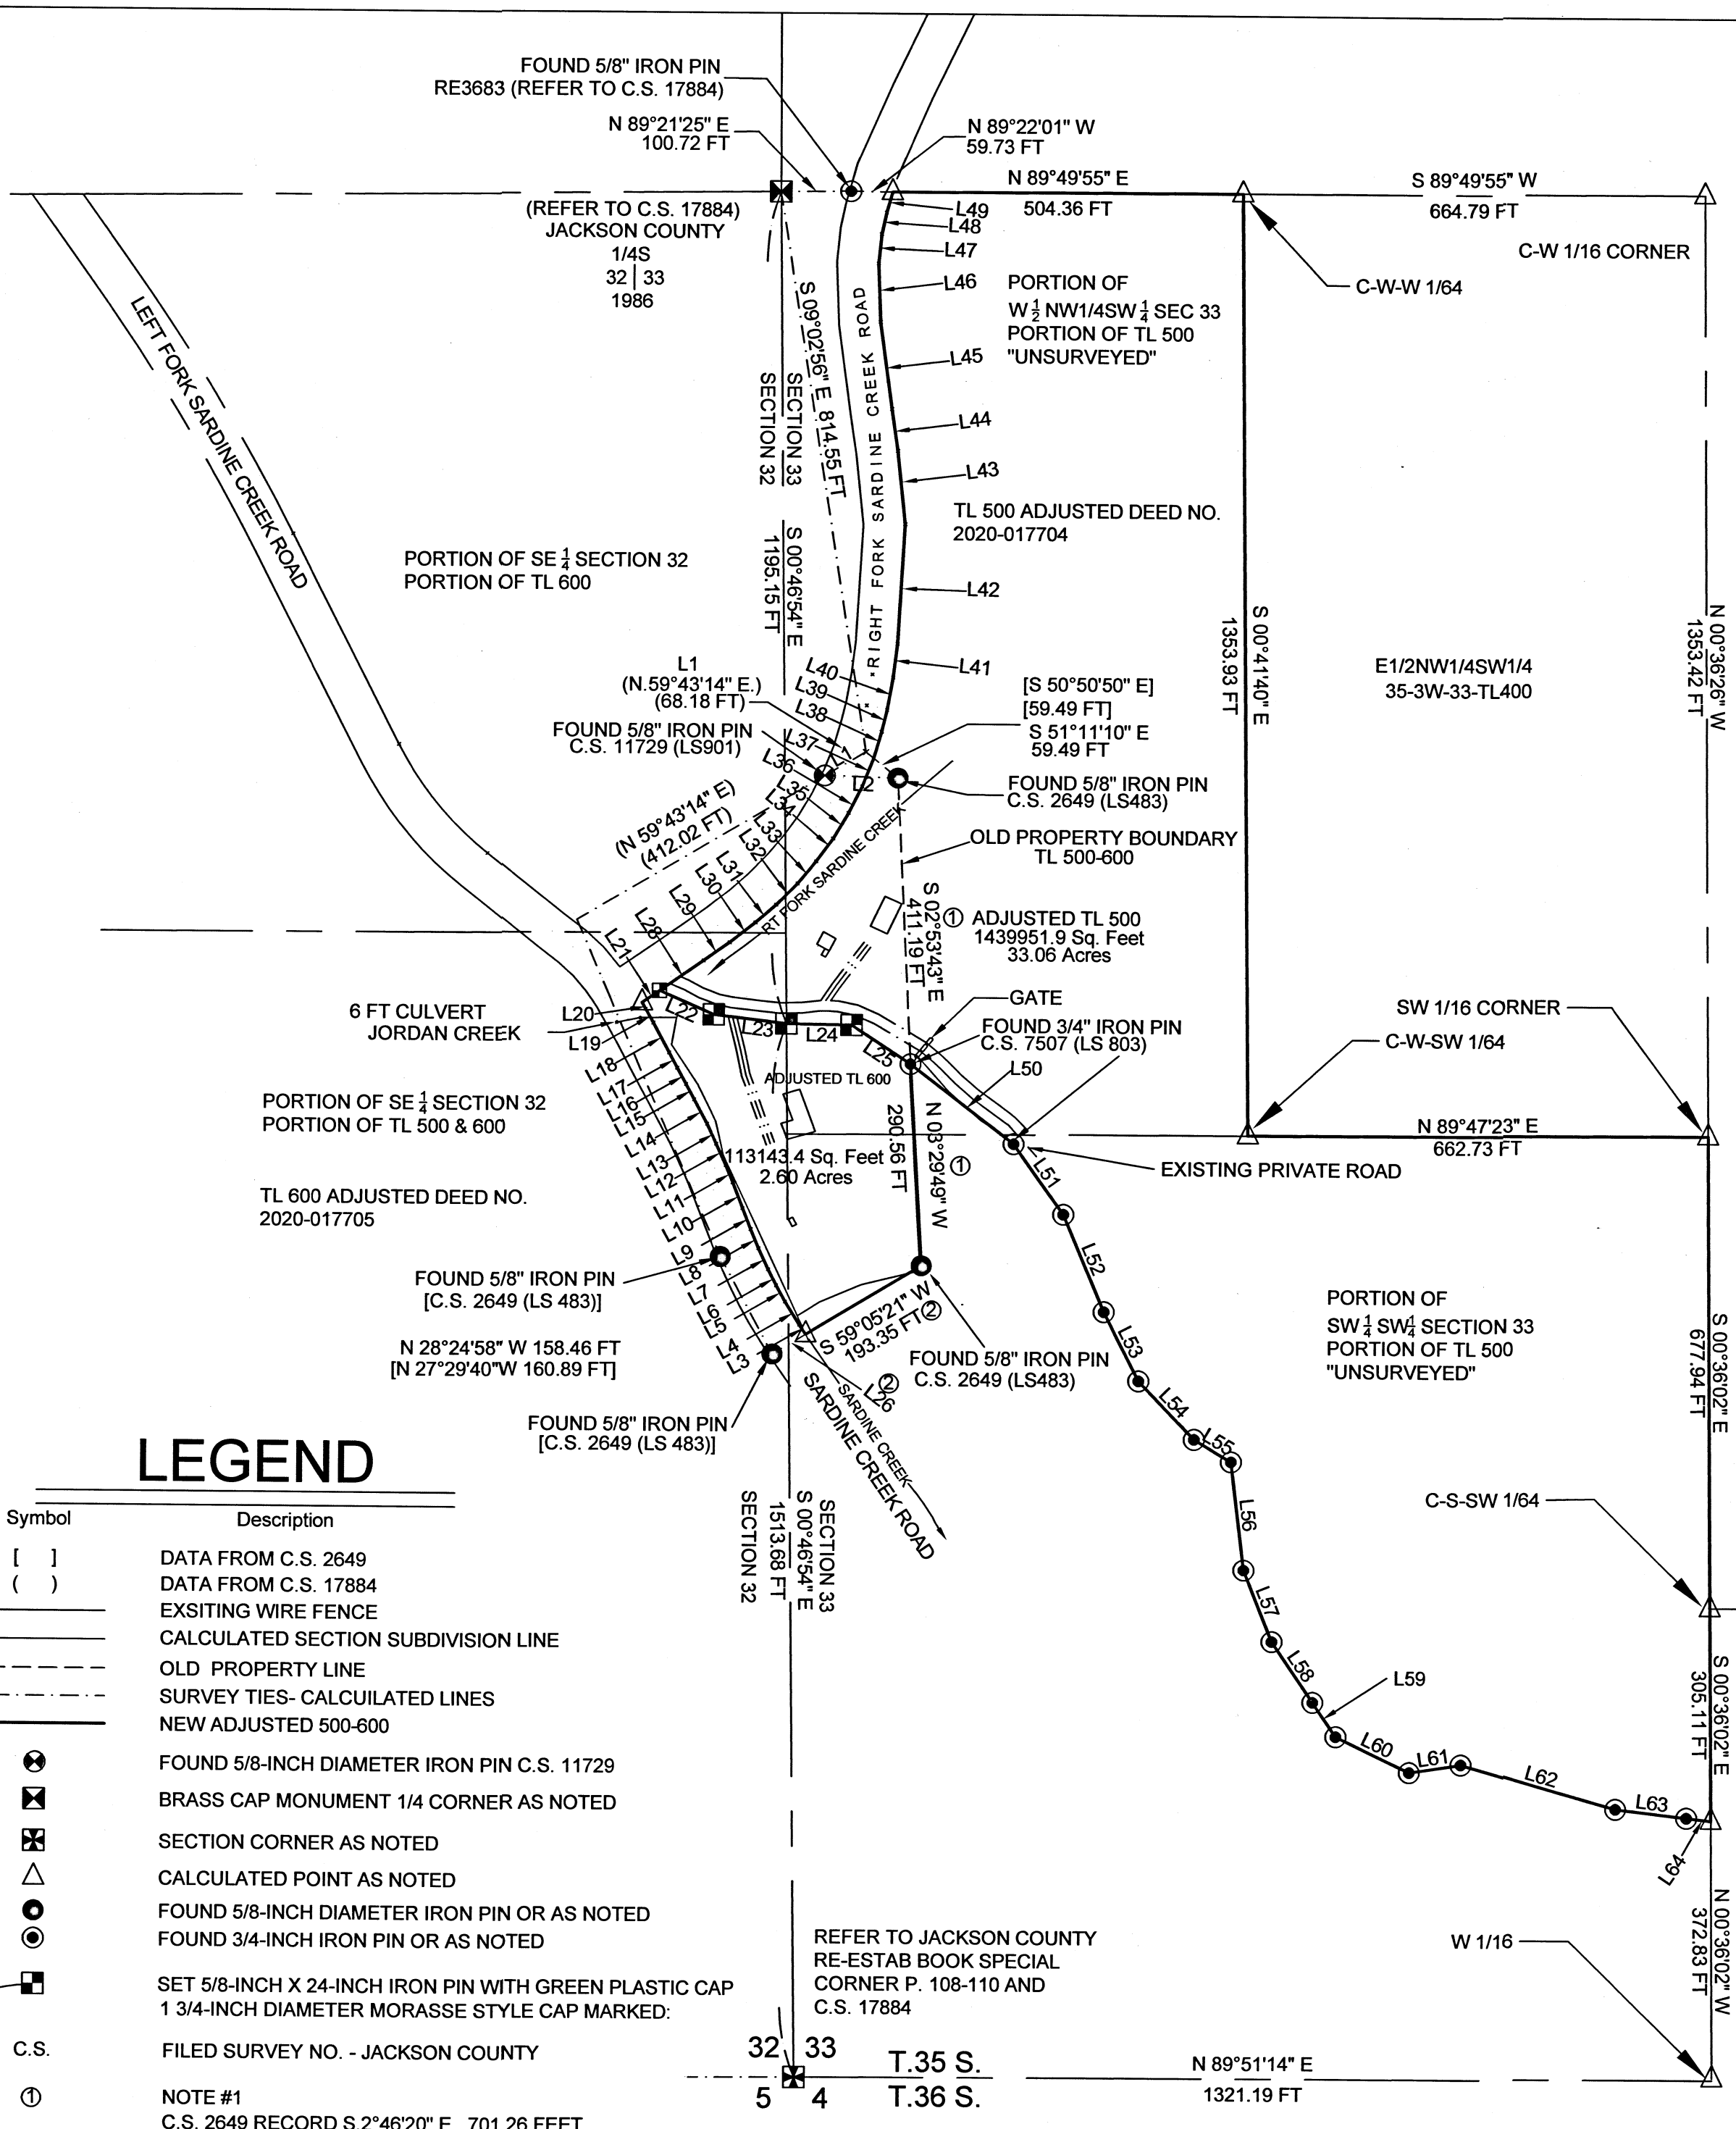 FOUND 5/8" IRON PIN
RE3683 (REFER TO C.S. 17884)
N 89°21'25" E
100.72 FT
N 89°22'01" W
59.73 FT
N 89°49'55" E
504.36 FT
S 89°49'55" W
664.79 FT
C-W 1/16 CORNER
C-W-W 1/64
(REFER TO C.S. 17884)
JACKSON COUNTY
1/4S
32 | 33
1986
L49
L48
L47
L46
L45
L44
L43
L42
L41
PORTION OF
W 1/2 NW1/4SW 1/4 SEC 33
PORTION OF TL 500
"UNSURVEYED"
LEFT FORK SARDINE CREEK ROAD
RIGHT FORK SARDINE CREEK ROAD
S 09°02'56" E 814.55 FT
SECTION 33
SECTION 32
S 00°46'54" E
1195.15 FT
TL 500 ADJUSTED DEED NO.
2020-017704
PORTION OF SE 1/4 SECTION 32
PORTION OF TL 600
S 00°41'40" E
1353.93 FT
N 00°36'26" W
1353.42 FT
E1/2NW1/4SW1/4
35-3W-33-TL400
L1
(N.59°43'14" E.)
(68.18 FT)
FOUND 5/8" IRON PIN
C.S. 11729 (LS901)
L40
L39
L38
L37
L36
L35
L34
L33
L32
L31
L30
L29
L28
L21
L1
L2
[S 50°50'50" E]
[59.49 FT]
S 51°11'10" E
59.49 FT
FOUND 5/8" IRON PIN
C.S. 2649 (LS483)
OLD PROPERTY BOUNDARY
TL 500-600
(N 59°43'14" E)
(412.02 FT)
RT FORK SARDINE CREEK
S 02°53'43" E ①
411.19 FT
ADJUSTED TL 500
1439951.9 Sq. Feet
33.06 Acres
GATE
FOUND 3/4" IRON PIN
C.S. 7507 (LS 803)
L50
SW 1/16 CORNER
C-W-SW 1/64
6 FT CULVERT
JORDAN CREEK
L20
L19
L18
L17
L16
L15
L14
L13
L12
L11
L10
L9
L8
L7
L6
L5
L4
L3
L22
L23
L24
L25
ADJUSTED TL 600
113143.4 Sq. Feet
2.60 Acres
N 03°29'49" W ①
290.56 FT
PORTION OF SE 1/4 SECTION 32
PORTION OF TL 500 & 600
TL 600 ADJUSTED DEED NO.
2020-017705
N 89°47'23" E
662.73 FT
EXISTING PRIVATE ROAD
L51
L52
L53
L54
L55
L56
L57
L58
L59
L60
L61
L62
L63
L64
FOUND 5/8" IRON PIN
[C.S. 2649 (LS 483)]
N 28°24'58" W 158.46 FT
[N 27°29'40"W 160.89 FT]
FOUND 5/8" IRON PIN
[C.S. 2649 (LS 483)]
S 59°05'21" W
193.35 FT ②
FOUND 5/8" IRON PIN
C.S. 2649 (LS483)
②
L26
SARDINE CREEK
SARDINE CREEK ROAD
PORTION OF
SW 1/4 SW 1/4 SECTION 33
PORTION OF TL 500
"UNSURVEYED"
S 00°36'02" E
677.94 FT
C-S-SW 1/64
S 00°36'02" E
305.11 FT
N 00°36'02" W
372.83 FT
W 1/16
SECTION 33
S 00°46'54" E
1513.68 FT
SECTION 32
LEGEND
Symbol Description
[ ] DATA FROM C.S. 2649
( ) DATA FROM C.S. 17884
EXSITING WIRE FENCE
CALCULATED SECTION SUBDIVISION LINE
OLD PROPERTY LINE
SURVEY TIES- CALCUILATED LINES
NEW ADJUSTED 500-600
FOUND 5/8-INCH DIAMETER IRON PIN C.S. 11729
BRASS CAP MONUMENT 1/4 CORNER AS NOTED
SECTION CORNER AS NOTED
CALCULATED POINT AS NOTED
FOUND 5/8-INCH DIAMETER IRON PIN OR AS NOTED
FOUND 3/4-INCH IRON PIN OR AS NOTED
SET 5/8-INCH X 24-INCH IRON PIN WITH GREEN PLASTIC CAP
1 3/4-INCH DIAMETER MORASSE STYLE CAP MARKED:
C.S. FILED SURVEY NO. - JACKSON COUNTY
① NOTE #1
C.S. 2649 RECORD S.2°46'20" E 701.26 FEET
REFER TO JACKSON COUNTY
RE-ESTAB BOOK SPECIAL
CORNER P. 108-110 AND
C.S. 17884
32 33
5 4
T.35 S.
T.36 S.
N 89°51'14" E
1321.19 FT